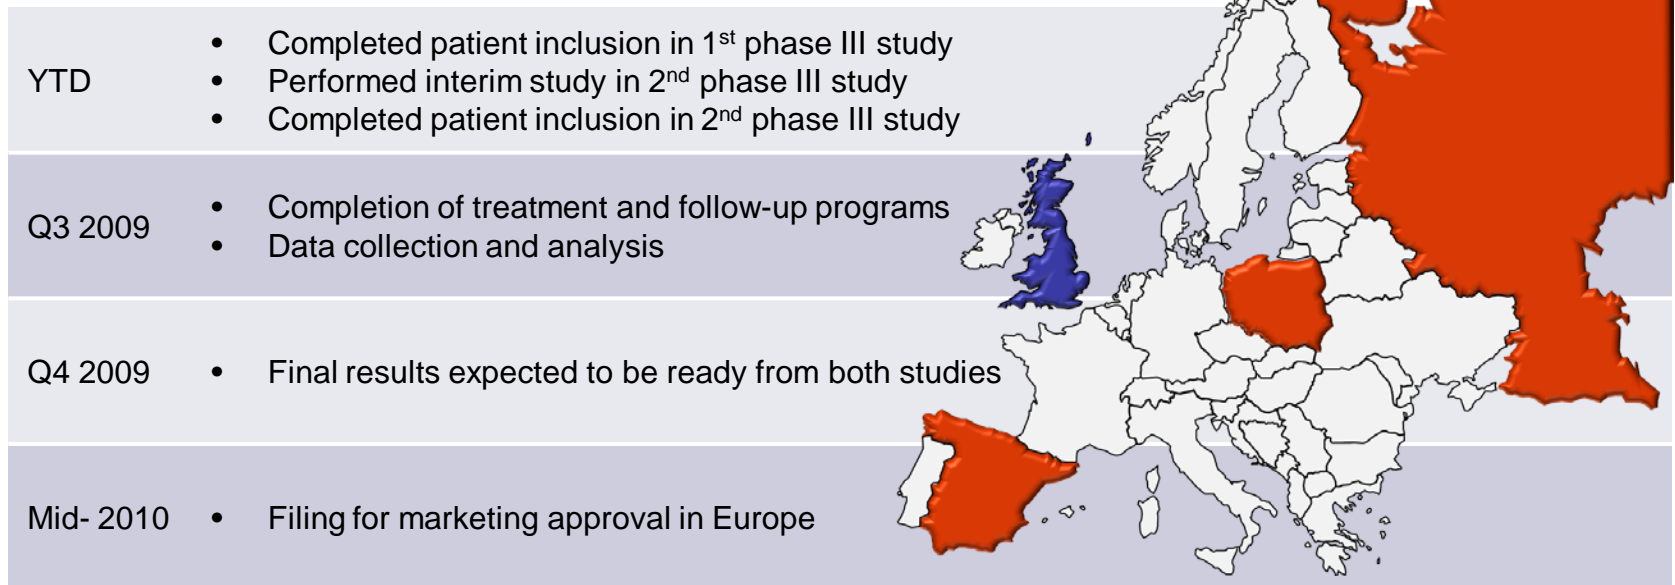 YTD
• Completed patient inclusion in 1st phase III study
• Performed interim study in 2nd phase III study
• Completed patient inclusion in 2nd phase III study
Q3 2009
• Completion of treatment and follow-up programs
• Data collection and analysis
Q4 2009 • Final results expected to be ready from both studies
Mid- 2010 • Filing for marketing approval in Europe